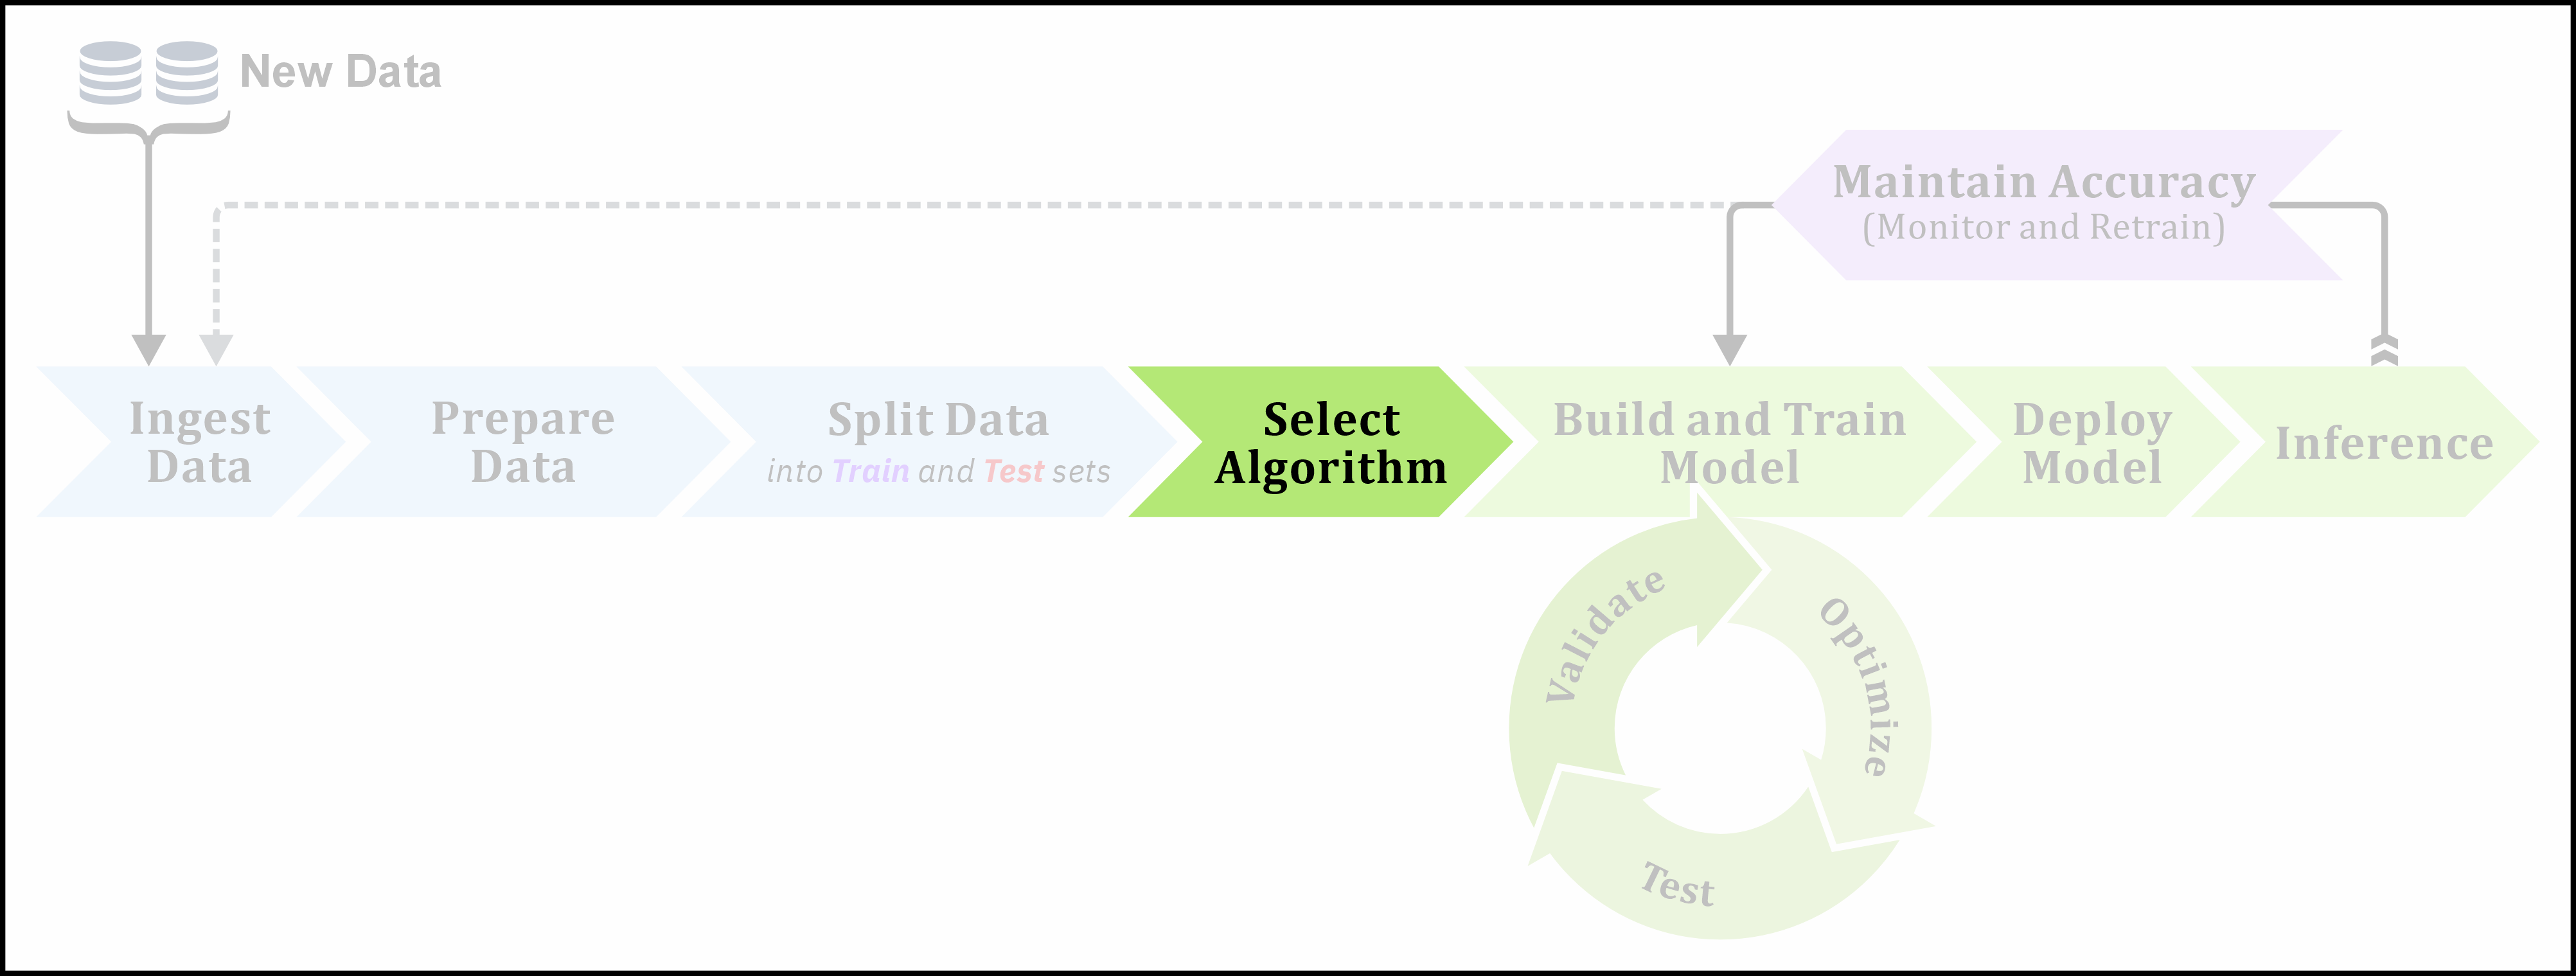 New Data
Maintain Accuracy
(Monitor and Retrain)
Ingest
Data
Prepare
Data
Split Data
into Train and Test sets
Select
Algorithm
Build and Train
Model
Deploy
Model
Inference
Validate
Optimize
Test